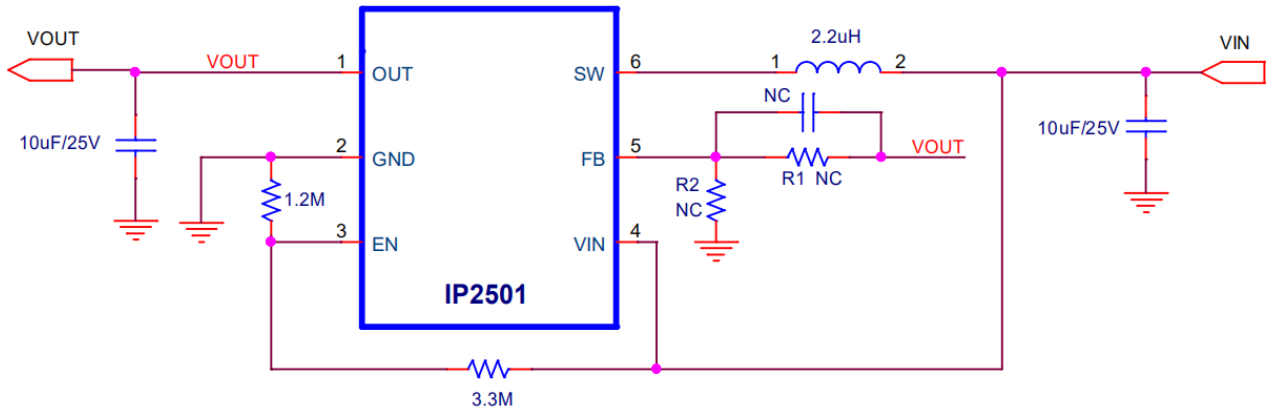 VOUT
VOUT
10uF/25V
1
OUT
2
GND
1.2M
3
EN
IP2501
SW
6
FB
5
VIN
4
1
2.2uH
2
NC
R1 NC
VOUT
R2
NC
VIN
10uF/25V
3.3M